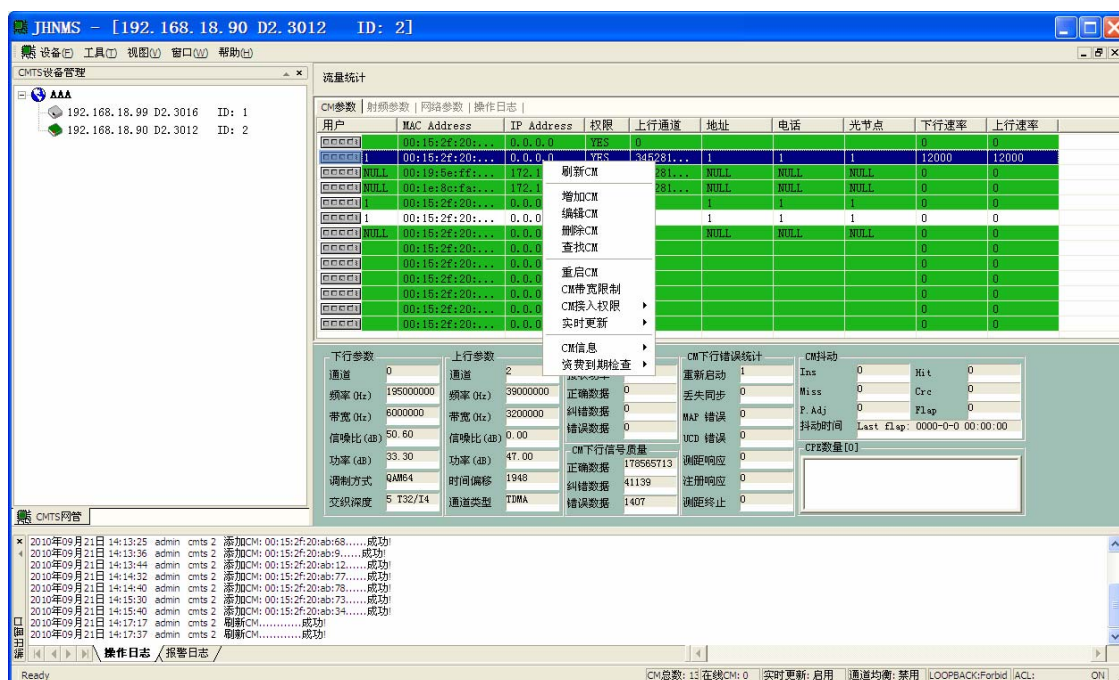 JHNMS - [192.168.18.90 D2.3012 ID: 2]
设备(F) 工具(T) 视图(V) 窗口(W) 帮助(H)
CMTS设备管理
AAA
192.168.18.99 D2.3016 ID: 1
192.168.18.90 D2.3012 ID: 2
CMTS网管
流量统计
CM参数 | 射频参数 | 网络参数 | 操作日志 |
用户 MAC Address IP Address 权限 上行通道 地址 电话 光节点 下行速率 上行速率
00:15:2f:20:... 0.0.0.0 YES 0 0 0
1 00:15:2f:20:... 0.0.0.0 YES 345281... 1 1 1 12000 12000
NULL 00:19:5e:ff:... 172.1 281... NULL NULL NULL 0 0
NULL 00:1e:8c:fa:... 172.1 281... NULL NULL NULL 0 0
1 00:15:2f:20:... 0.0.0 1 1 1 0 0
1 00:15:2f:20:... 0.0.0 1 1 1 0 0
NULL 00:15:2f:20:... 0.0.0 NULL NULL NULL 0 0
00:15:2f:20:... 0.0.0 0 0
00:15:2f:20:... 0.0.0 0 0
00:15:2f:20:... 0.0.0 0 0
00:15:2f:20:... 0.0.0 0 0
00:15:2f:20:... 0.0.0 0 0
00:15:2f:20:... 0.0.0 0 0
刷新CM
增加CM
编辑CM
删除CM
查找CM
重启CM
CM带宽限制
CM接入权限
实时更新
CM信息
资费到期检查
下行参数
通道 0
频率(Hz) 195000000
带宽(Hz) 6000000
信噪比(dB) 50.60
功率(dB) 33.30
调制方式 QAM64
交织深度 5 T32/I4
上行参数
通道 2
频率(Hz) 39000000
带宽(Hz) 3200000
信噪比(dB) 0.00
功率(dB) 47.00
时间偏移 1948
通道类型 TDMA
正确数据 0
纠错数据 0
错误数据 0
CM下行信号质量
正确数据 178565713
纠错数据 41139
错误数据 1407
CM下行错误统计
重新启动 1
丢失同步 0
MAP 错误 0
UCD 错误 0
测距响应 0
注册响应 0
测距终止 0
CM抖动
Ins 0 Hit 0
Miss 0 Crc 0
P.Adj 0 Flap 0
抖动时间 Last flap: 0000-0-0 00:00:00
CPE数量[0]
2010年09月21日 14:13:25 admin cmts 2 添加CM: 00:15:2f:20:ab:68......成功!
2010年09月21日 14:13:36 admin cmts 2 添加CM: 00:15:2f:20:ab:9......成功!
2010年09月21日 14:13:44 admin cmts 2 添加CM: 00:15:2f:20:ab:12......成功!
2010年09月21日 14:14:32 admin cmts 2 添加CM: 00:15:2f:20:ab:77......成功!
2010年09月21日 14:14:40 admin cmts 2 添加CM: 00:15:2f:20:ab:78......成功!
2010年09月21日 14:15:30 admin cmts 2 添加CM: 00:15:2f:20:ab:73......成功!
2010年09月21日 14:15:40 admin cmts 2 添加CM: 00:15:2f:20:ab:34......成功!
2010年09月21日 14:17:17 admin cmts 2 刷新CM............成功!
2010年09月21日 14:17:37 admin cmts 2 刷新CM............成功!
操作日志 报警日志
Ready CM总数: 13 在线CM: 0 实时更新: 启用 通道均衡: 禁用 LOOPBACK:Forbid ACL: ON